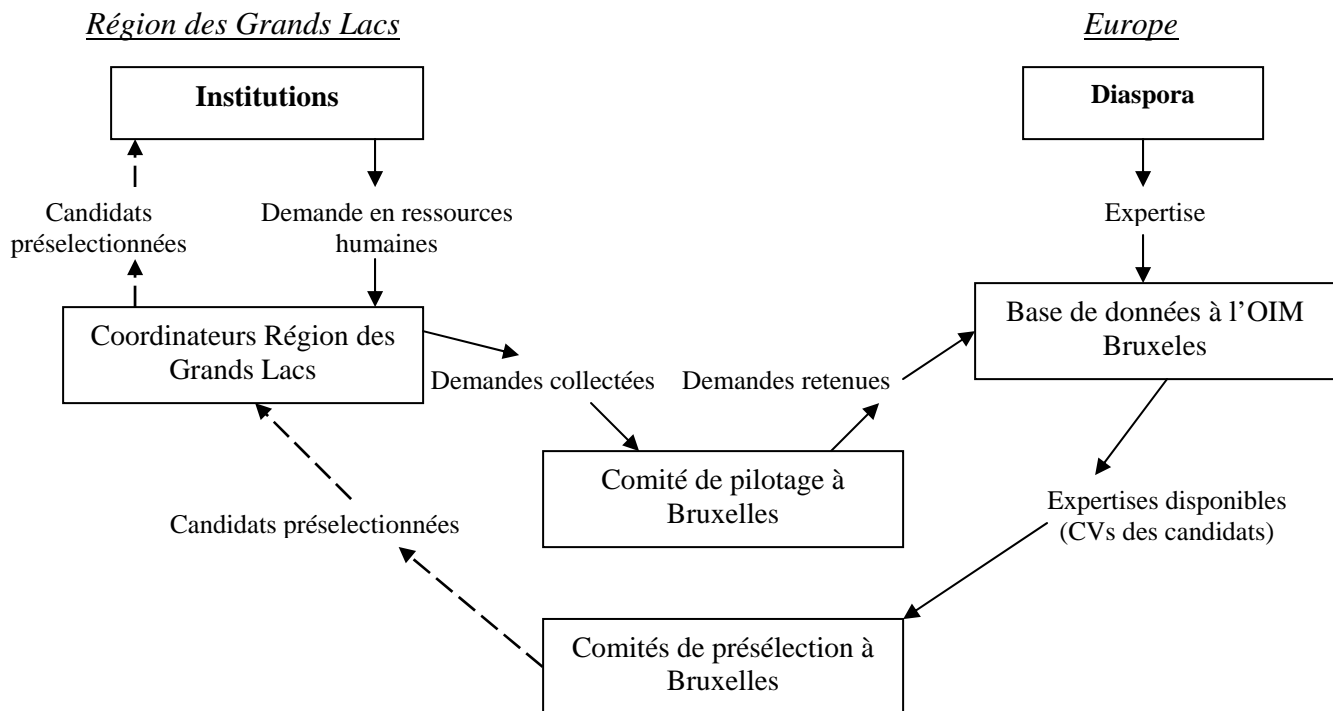 Région des Grands Lacs
Europe
Institutions
Diaspora
Candidats
préselectionnées
Demande en ressources
humaines
Expertise
Coordinateurs Région des
Grands Lacs
Base de données à l’OIM
Bruxeles
Demandes collectées
Demandes retenues
Comité de pilotage à
Bruxelles
Expertises disponibles
(CVs des candidats)
Candidats préselectionnées
Comités de présélection à
Bruxelles